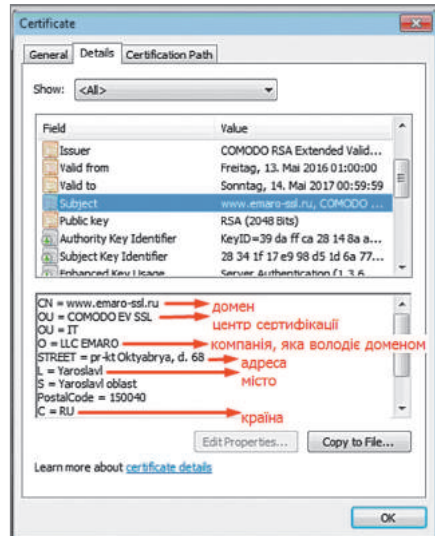 Certificate
General Details Certification Path
Show: <All>
Field Value
Issuer COMODO RSA Extended Valid...
Valid from Freitag, 13. Mai 2016 01:00:00
Valid to Sonntag, 14. Mai 2017 00:59:59
Subject www.emaro-ssl.ru, COMODO ...
Public key RSA (2048 Bits)
Authority Key Identifier KeyID=39 da ff ca 28 14 8a a...
Subject Key Identifier 28 34 1f 17 e9 98 d5 1d 6a 77...
Enhanced Key Usage Server Authentication (1.3.6
CN = www.emaro-ssl.ru домен
OU = COMODO EV SSL центр сертифікації
OU = IT
O = LLC EMARO компанія, яка володіє доменом
STREET = pr-kt Oktyabrya, d. 68 адреса
L = Yaroslavl місто
S = Yaroslavl oblast
PostalCode = 150040
C = RU країна
Edit Properties... Copy to File...
Learn more about certificate details
OK